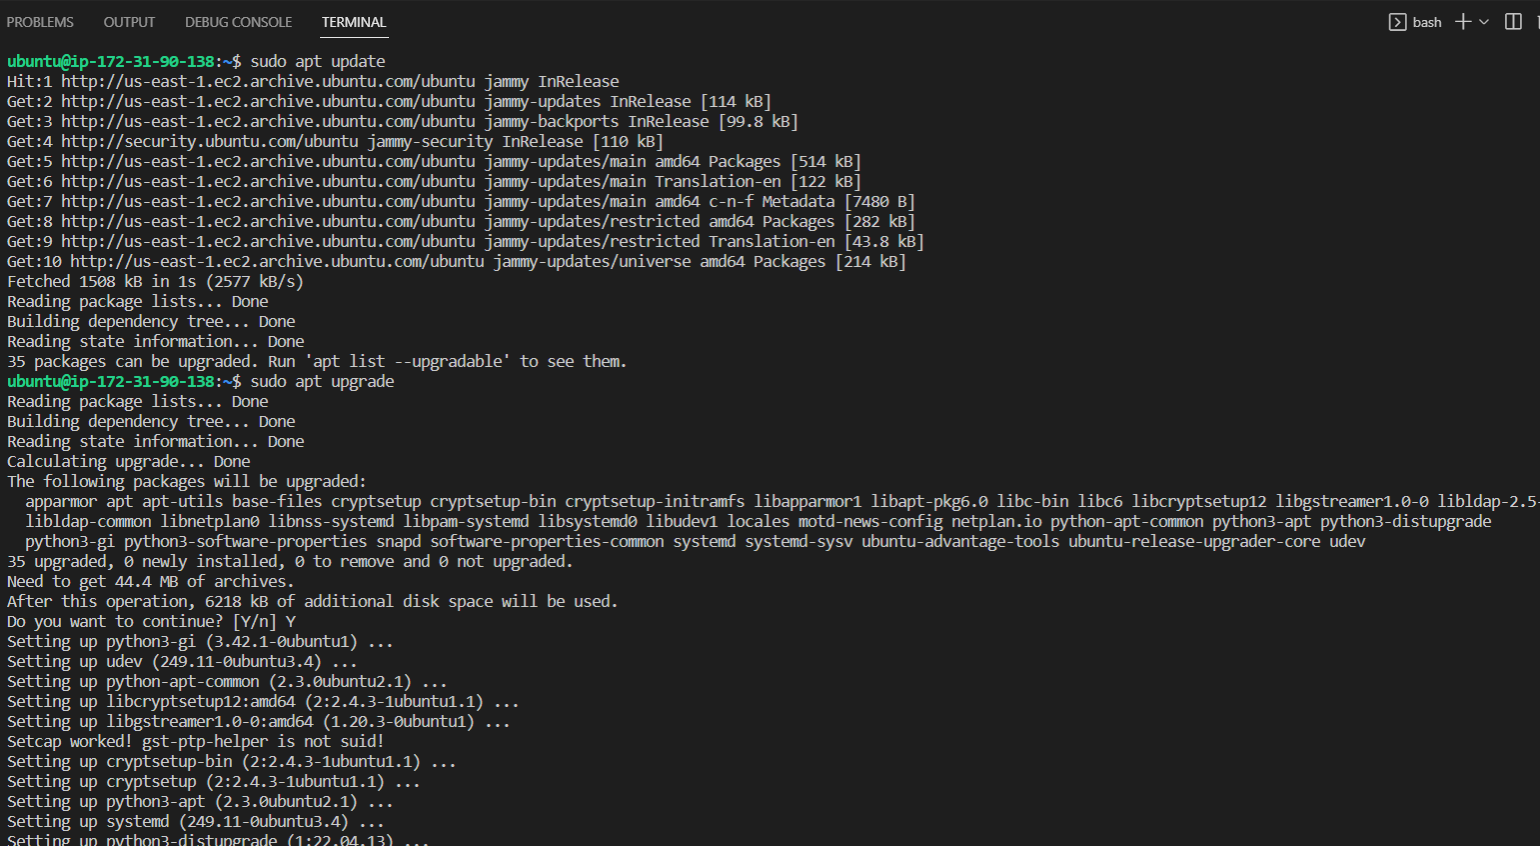 PROBLEMS OUTPUT DEBUG CONSOLE TERMINAL bash
ubuntu@ip-172-31-90-138:~$ sudo apt update
Hit:1 http://us-east-1.ec2.archive.ubuntu.com/ubuntu jammy InRelease
Get:2 http://us-east-1.ec2.archive.ubuntu.com/ubuntu jammy-updates InRelease [114 kB]
Get:3 http://us-east-1.ec2.archive.ubuntu.com/ubuntu jammy-backports InRelease [99.8 kB]
Get:4 http://security.ubuntu.com/ubuntu jammy-security InRelease [110 kB]
Get:5 http://us-east-1.ec2.archive.ubuntu.com/ubuntu jammy-updates/main amd64 Packages [514 kB]
Get:6 http://us-east-1.ec2.archive.ubuntu.com/ubuntu jammy-updates/main Translation-en [122 kB]
Get:7 http://us-east-1.ec2.archive.ubuntu.com/ubuntu jammy-updates/main amd64 c-n-f Metadata [7480 B]
Get:8 http://us-east-1.ec2.archive.ubuntu.com/ubuntu jammy-updates/restricted amd64 Packages [282 kB]
Get:9 http://us-east-1.ec2.archive.ubuntu.com/ubuntu jammy-updates/restricted Translation-en [43.8 kB]
Get:10 http://us-east-1.ec2.archive.ubuntu.com/ubuntu jammy-updates/universe amd64 Packages [214 kB]
Fetched 1508 kB in 1s (2577 kB/s)
Reading package lists... Done
Building dependency tree... Done
Reading state information... Done
35 packages can be upgraded. Run 'apt list --upgradable' to see them.
ubuntu@ip-172-31-90-138:~$ sudo apt upgrade
Reading package lists... Done
Building dependency tree... Done
Reading state information... Done
Calculating upgrade... Done
The following packages will be upgraded:
apparmor apt apt-utils base-files cryptsetup cryptsetup-bin cryptsetup-initramfs libapparmor1 libapt-pkg6.0 libc-bin libc6 libcryptsetup12 libgstreamer1.0-0 libldap-2.5-
libldap-common libnetplan0 libnss-systemd libpam-systemd libsystemd0 libudev1 locales motd-news-config netplan.io python-apt-common python3-apt python3-distupgrade
python3-gi python3-software-properties snapd software-properties-common systemd systemd-sysv ubuntu-advantage-tools ubuntu-release-upgrader-core udev
35 upgraded, 0 newly installed, 0 to remove and 0 not upgraded.
Need to get 44.4 MB of archives.
After this operation, 6218 kB of additional disk space will be used.
Do you want to continue? [Y/n] Y
Setting up python3-gi (3.42.1-0ubuntu1) ...
Setting up udev (249.11-0ubuntu3.4) ...
Setting up python-apt-common (2.3.0ubuntu2.1) ...
Setting up libcryptsetup12:amd64 (2:2.4.3-1ubuntu1.1) ...
Setting up libgstreamer1.0-0:amd64 (1.20.3-0ubuntu1) ...
Setcap worked! gst-ptp-helper is not suid!
Setting up cryptsetup-bin (2:2.4.3-1ubuntu1.1) ...
Setting up cryptsetup (2:2.4.3-1ubuntu1.1) ...
Setting up python3-apt (2.3.0ubuntu2.1) ...
Setting up systemd (249.11-0ubuntu3.4) ...
Setting up python3-distupgrade (1:22.04.13) ...